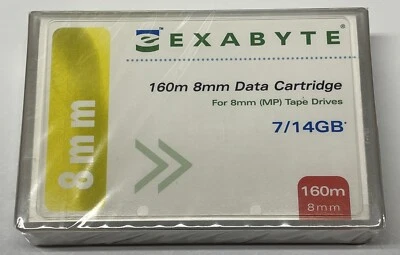 EXABYTE
160m 8mm Data Cartridge
For 8mm (MP) Tape Drives
7/14GB*
8mm
160m
8mm